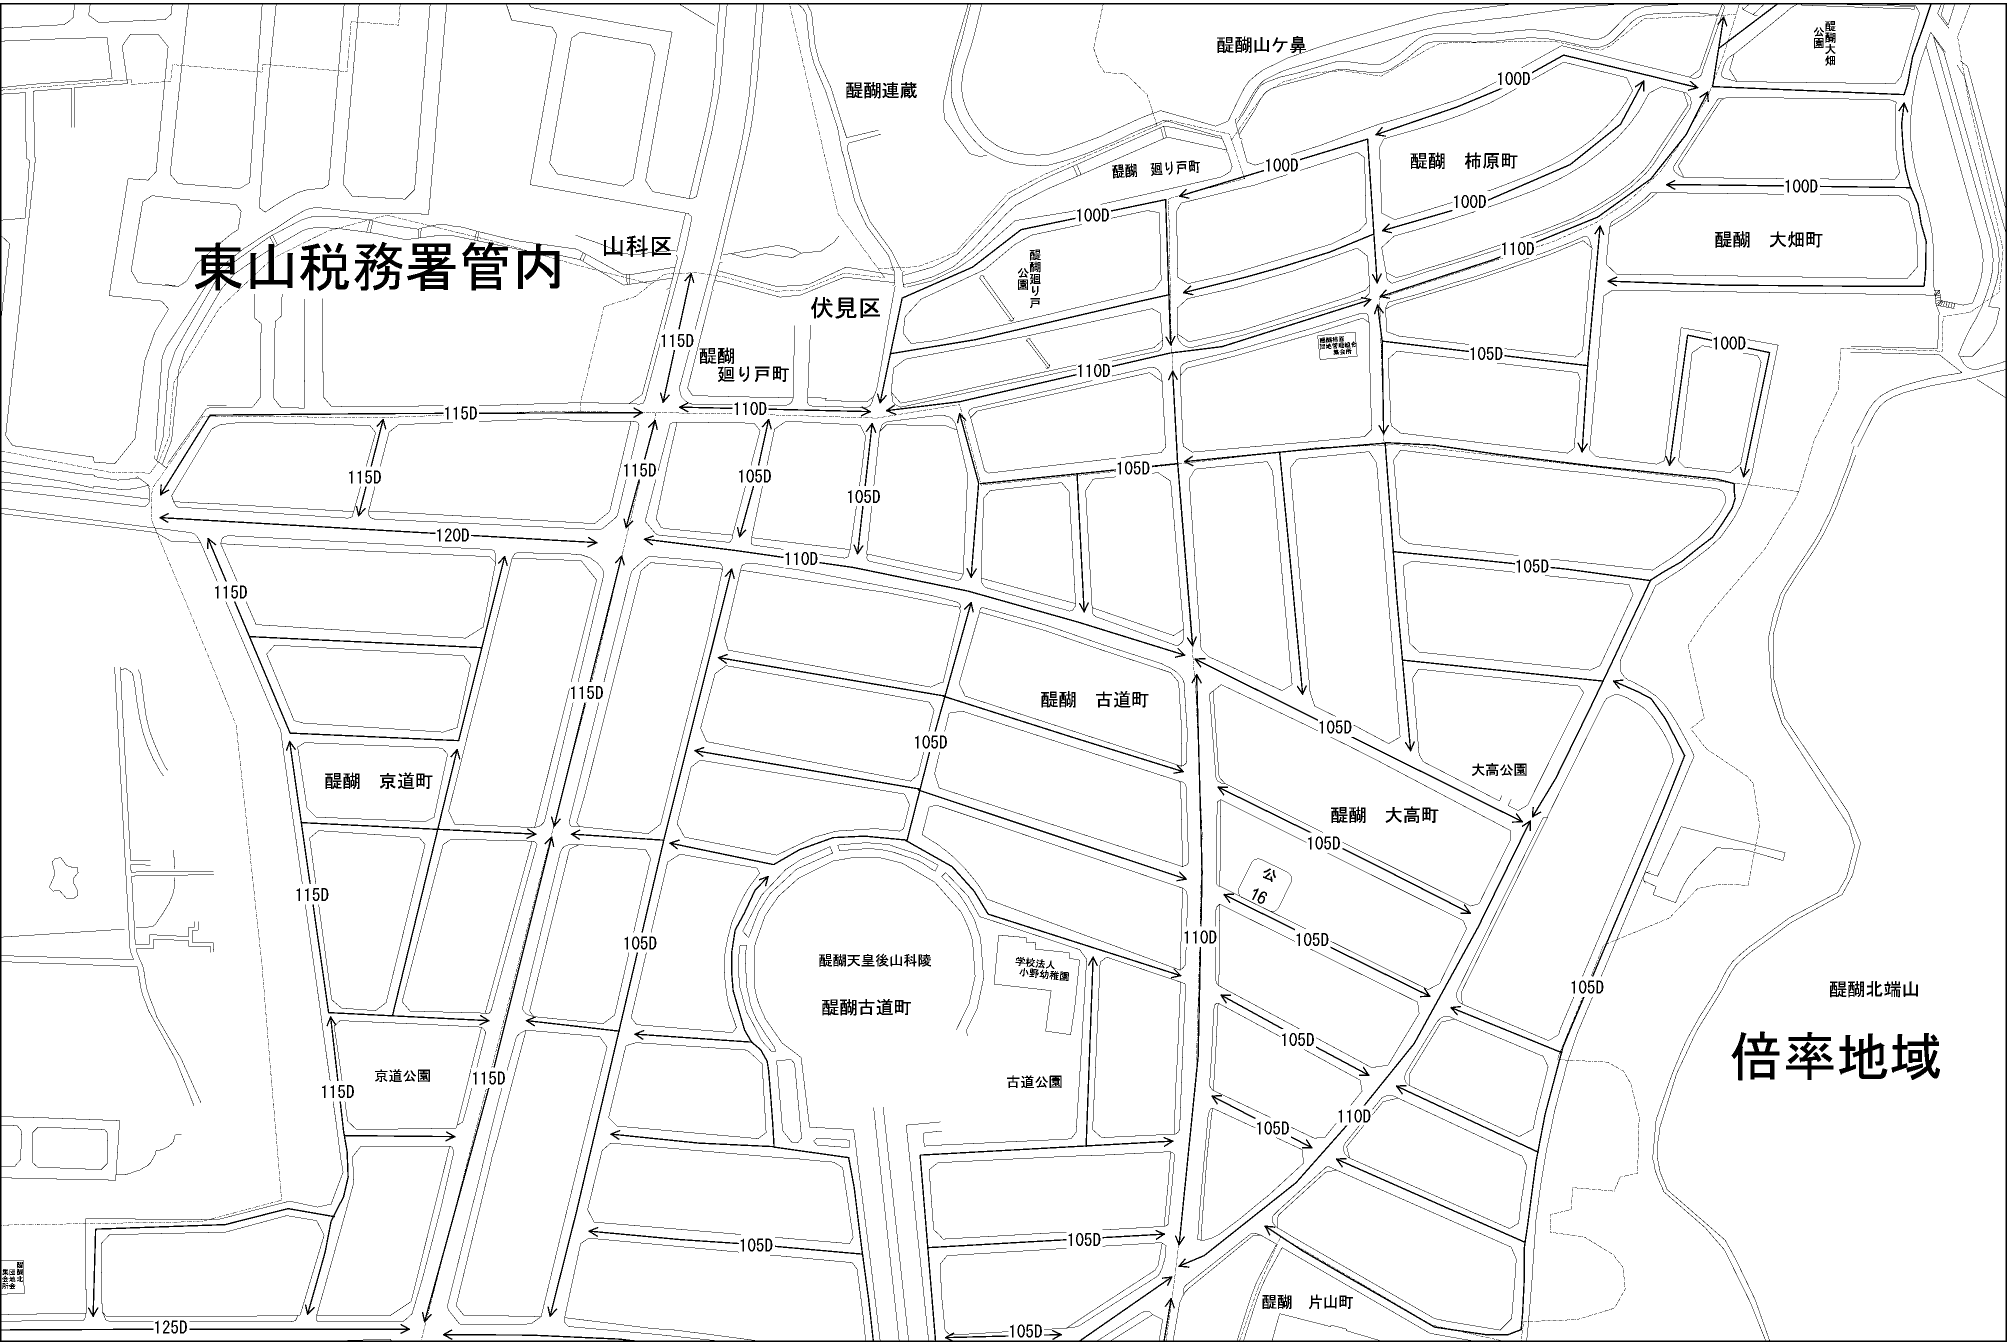 醍醐大畑
公園
醍醐山ケ鼻
醍醐連蔵
100D
醍醐 柿原町
醍醐 廻り戸町
100D
100D
100D
100D
山科区
東山税務署管内
醍醐廻り戸
公園
110D
醍醐 大畑町
伏見区
115D
醍醐
廻り戸町
105D
100D
110D
115D
110D
115D
115D
105D
105D
105D
120D
110D
105D
115D
115D
醍醐 古道町
105D
105D
醍醐 京道町
大高公園
醍醐 大高町
105D
公
16
115D
105D
110D
105D
醍醐天皇後山科陵
学校法人
小野幼稚園
醍醐古道町
105D
醍醐北端山
倍率地域
105D
京道公園
115D
115D
古道公園
110D
105D
105D
105D
醍醐北
団地
集会所
醍醐 片山町
125D
105D